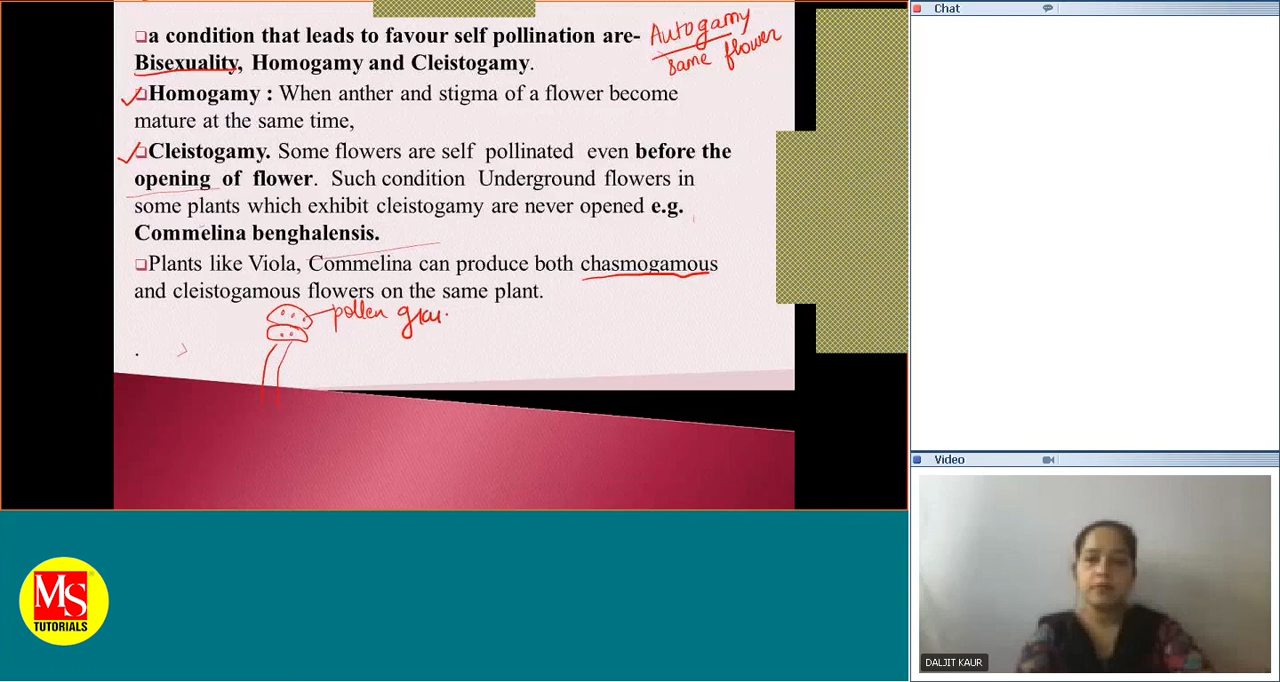 a condition that leads to favour self pollination are-
Bisexuality, Homogamy and Cleistogamy.
Autogamy
same flower
Homogamy : When anther and stigma of a flower become
mature at the same time,
Cleistogamy. Some flowers are self pollinated even before the
opening of flower. Such condition Underground flowers in
some plants which exhibit cleistogamy are never opened e.g.
Commelina benghalensis.
Plants like Viola, Commelina can produce both chasmogamous
and cleistogamous flowers on the same plant.
pollen
.
Chat
Video
DALJIT KAUR
MS
TUTORIALS